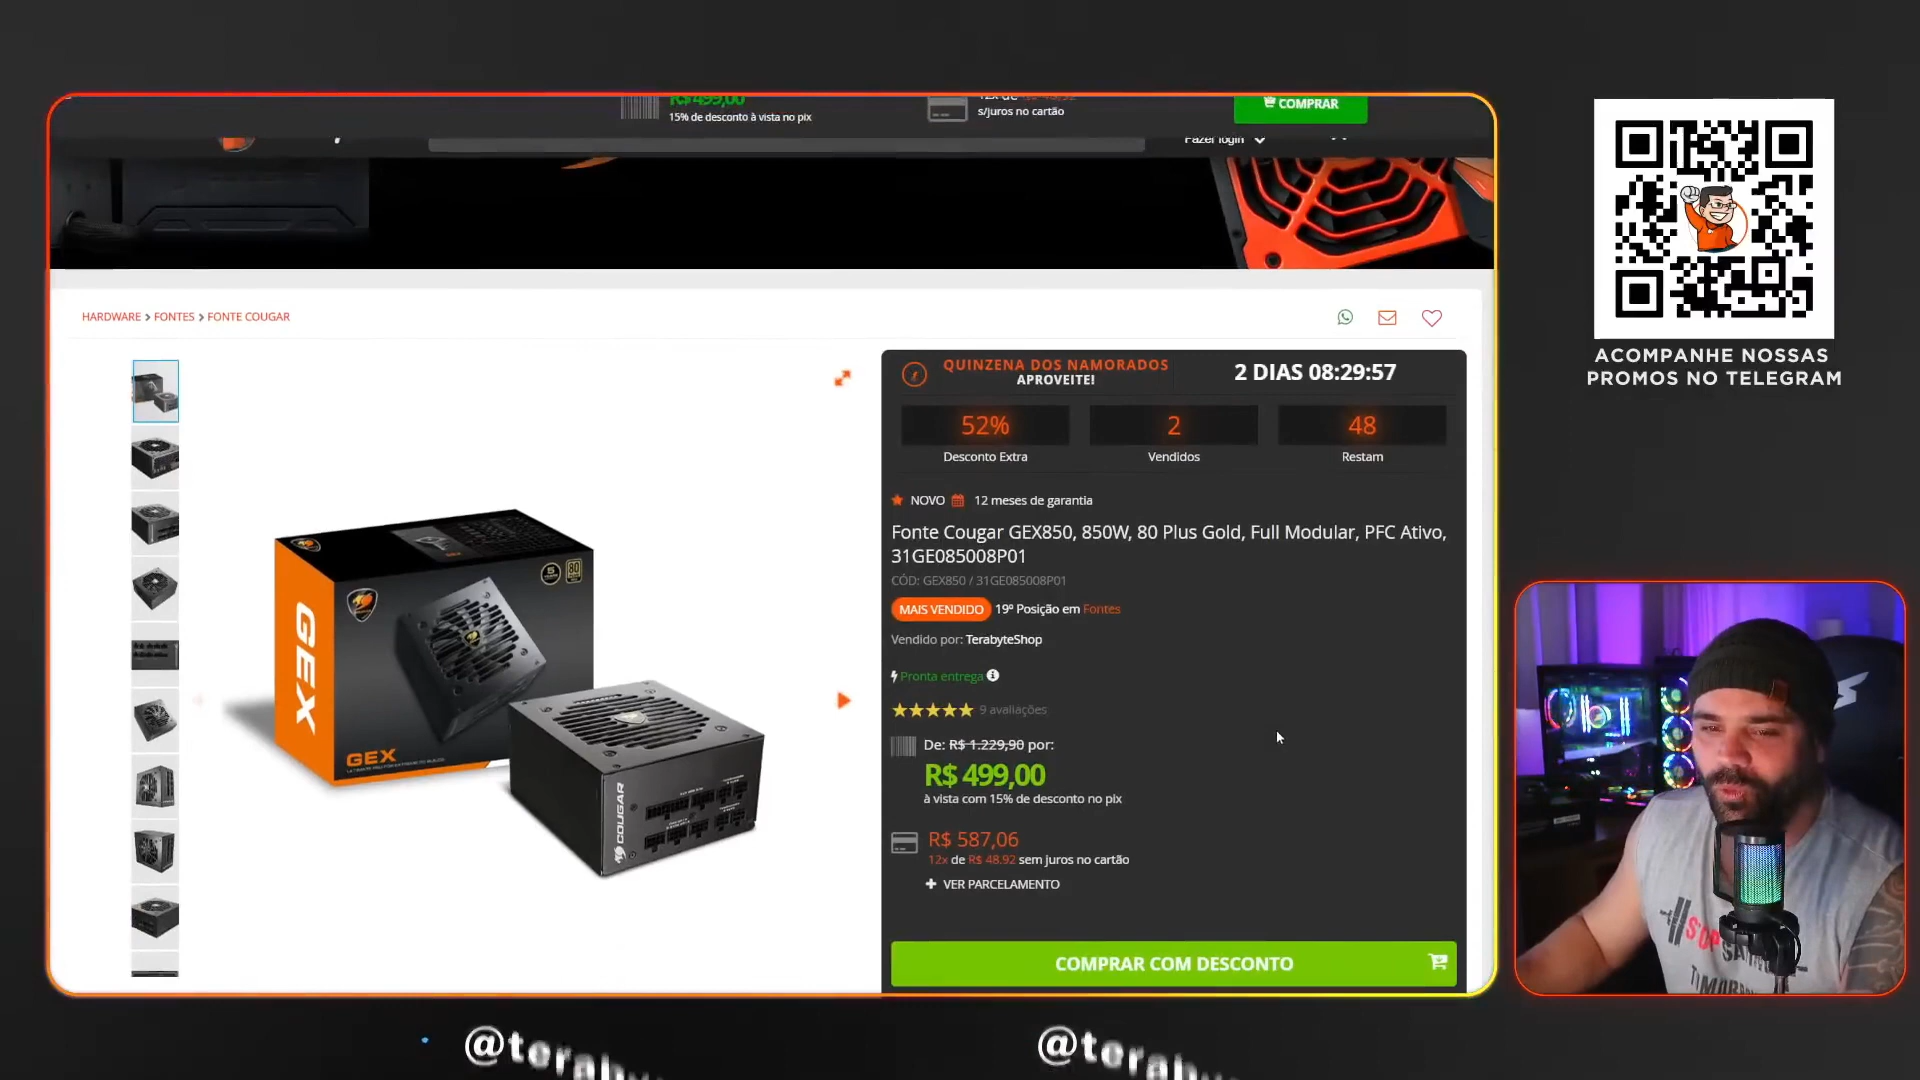 R$ 499,00
15% de desconto à vista no pix
s/juros no cartão
COMPRAR
Fazer login
HARDWARE > FONTES > FONTE COUGAR
QUINZENA DOS NAMORADOS
APROVEITE!
2 DIAS 08:29:57
52%
Desconto Extra
2
Vendidos
48
Restam
NOVO 12 meses de garantia
Fonte Cougar GEX850, 850W, 80 Plus Gold, Full Modular, PFC Ativo,
31GE085008P01
CÓD: GEX850 / 31GE085008P01
MAIS VENDIDO 19º Posição em Fontes
Vendido por: TerabyteShop
Pronta entrega
9 avaliações
De: R$ 1.229,90 por:
R$ 499,00
à vista com 15% de desconto no pix
R$ 587,06
12x de R$ 48.92 sem juros no cartão
+ VER PARCELAMENTO
COMPRAR COM DESCONTO
GEX
GEX
COUGAR
ACOMPANHE NOSSAS
PROMOS NO TELEGRAM